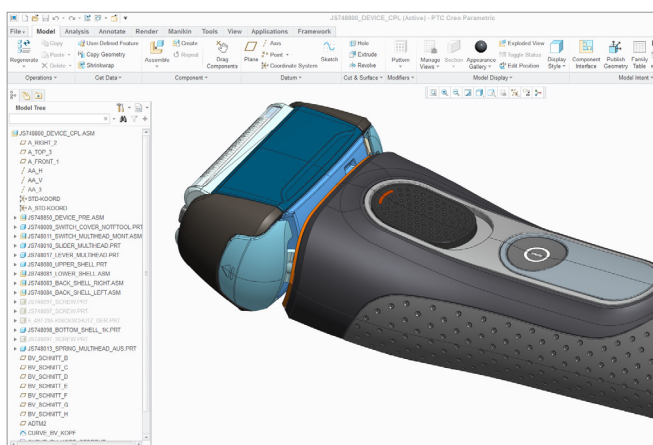 JS748800_DEVICE_CPL (Active) - PTC Creo Parametric
File Model Analysis Annotate Render Manikin Tools View Applications Framework
Regenerate
Copy
Paste
Delete
User-Defined Feature
Copy Geometry
Shrinkwrap
Assemble
Create
Repeat
Drag Components
Plane
Axis
Point
Coordinate System
Sketch
Hole
Extrude
Revolve
Pattern
Manage Views
Section
Appearance Gallery
Exploded View
Toggle Status
Edit Position
Display Style
Component Interface
Publish Geometry
Family Table
Operations Get Data Component Datum Cut & Surface Modifiers Model Display Model Intent
Model Tree
JS748800_DEVICE_CPL.ASM
A_RIGHT_2
A_TOP_3
A_FRONT_1
AA_H
AA_V
AA_3
STD-KOORD
A_STD-KOORD
JS748850_DEVICE_PRE.ASM
JS748009_SWITCH_COVER_NOTFTOOL.PRT
JS748011_SWITCH_MULTIHEAD_MONT.ASM
JS748010_SLIDER_MULTIHEAD.PRT
JS748017_LEVER_MULTIHEAD.PRT
JS748080_UPPER_SHELL.PRT
JS748081_LOWER_SHELL.ASM
JS748083_BACK_SHELL_RIGHT.ASM
JS748084_BACK_SHELL_LEFT.ASM
JS748097_SCREW.PRT
JS748097_SCREW.PRT
JS748098_BOTTOM_SHELL_1K.PRT
JS748097_SCREW.PRT
JS748013_SPRING_MULTIHEAD_AUS.PRT
BV_SCHNITT_B
BV_SCHNITT_C
BV_SCHNITT_D
BV_SCHNITT_E
BV_SCHNITT_F
BV_SCHNITT_G
BV_SCHNITT_H
ADTM2
CURVE_BV_KOPF